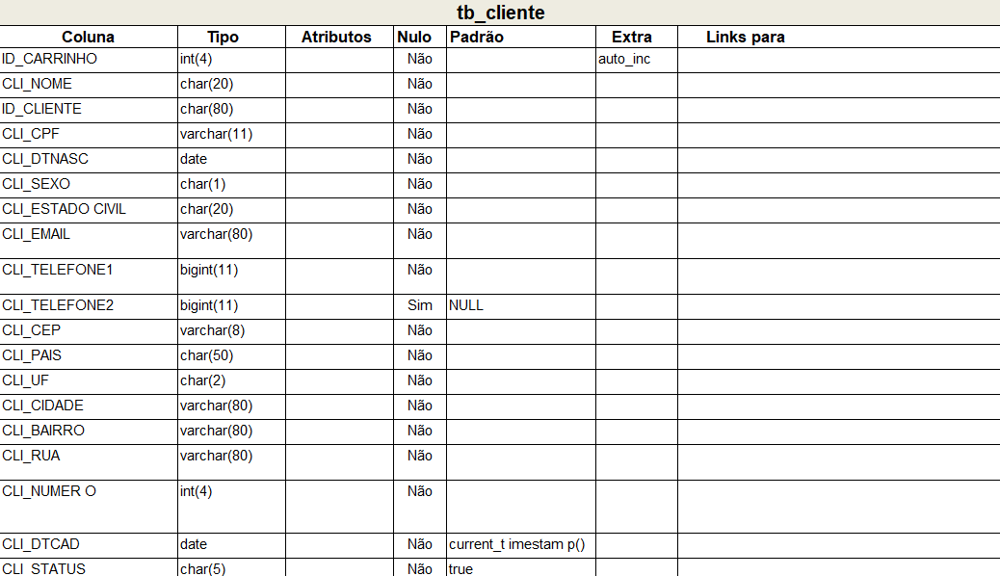 tb_cliente
Coluna Tipo Atributos Nulo Padrão Extra Links para
ID_CARRINHO int(4) Não auto_inc
CLI_NOME char(20) Não
ID_CLIENTE char(80) Não
CLI_CPF varchar(11) Não
CLI_DTNASC date Não
CLI_SEXO char(1) Não
CLI_ESTADO CIVIL char(20) Não
CLI_EMAIL varchar(80) Não
CLI_TELEFONE1 bigint(11) Não
CLI_TELEFONE2 bigint(11) Sim NULL
CLI_CEP varchar(8) Não
CLI_PAIS char(50) Não
CLI_UF char(2) Não
CLI_CIDADE varchar(80) Não
CLI_BAIRRO varchar(80) Não
CLI_RUA varchar(80) Não
CLI_NUMER O int(4) Não
CLI_DTCAD date Não current_t imestam p()
CLI_STATUS char(5) Não true